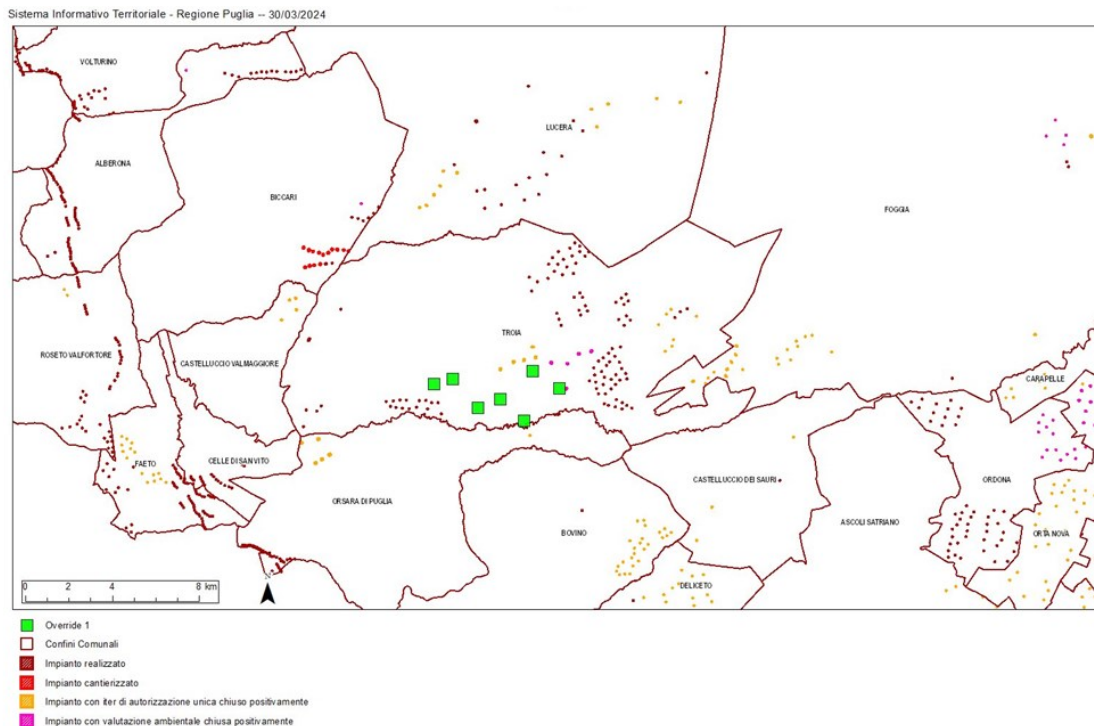 Sistema Informativo Territoriale - Regione Puglia -- 30/03/2024
VOLTURINO
LUCERA
ALBERONA
BICCARI
FOGGIA
TROIA
ROSETO VALFORTORE
CASTELLUCCIO VALMAGGIORE
CARAPELLE
FAETO
CELLE DI SAN VITO
CASTELLUCCIO DEI SAURI
ORDONA
ORSARA DI PUGLIA
ASCOLI SATRIANO
BOVINO
ORTA NOVA
DELICETO
0 2 4 8 km
N
Override 1
Confini Comunali
Impianto realizzato
Impianto cantierizzato
Impianto con iter di autorizzazione unica chiuso positivamente
Impianto con valutazione ambientale chiusa positivamente